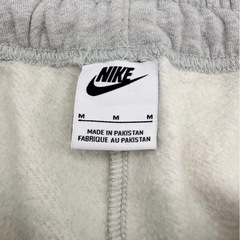 NIKE
M M M
MADE IN PAKISTAN
FABRIQUE AU PAKISTAN